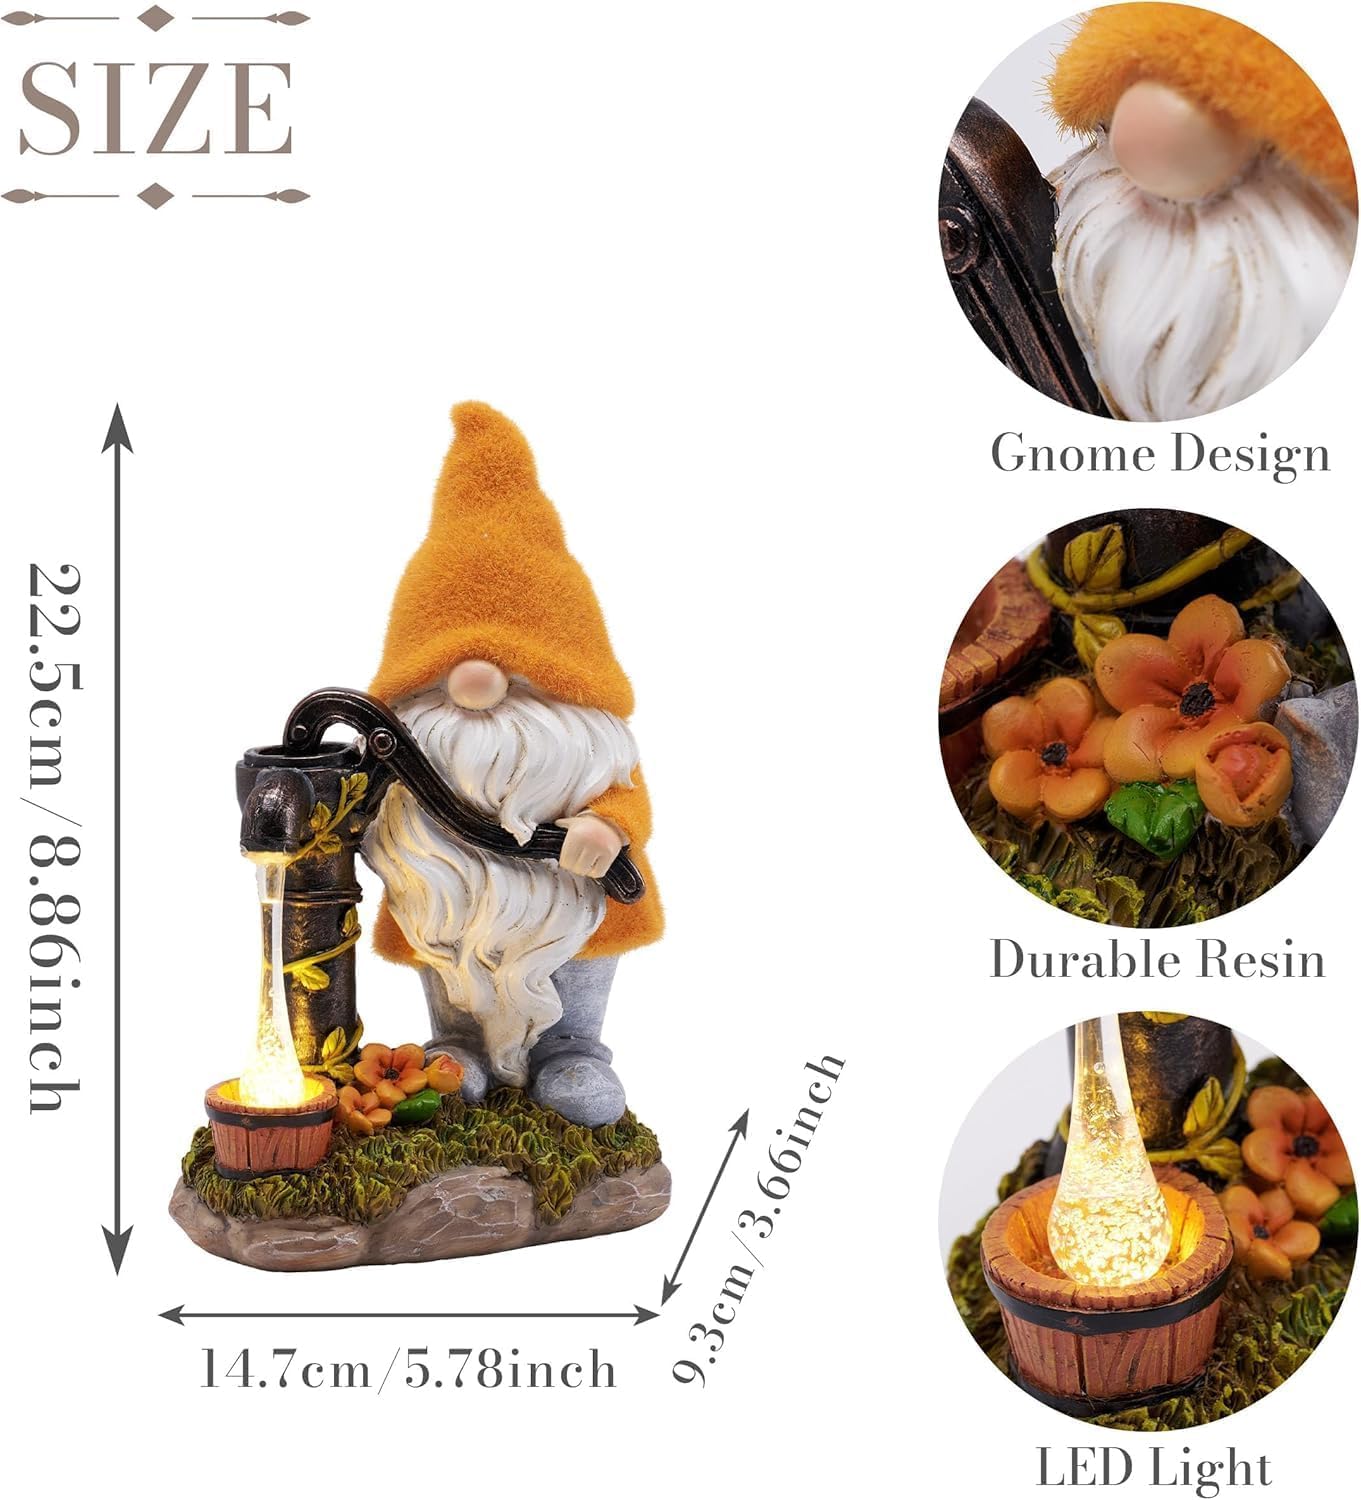 SIZE
22.5cm/8.86inch
14.7cm/5.78inch
9.3cm/3.66inch
Gnome Design
Durable Resin
LED Light